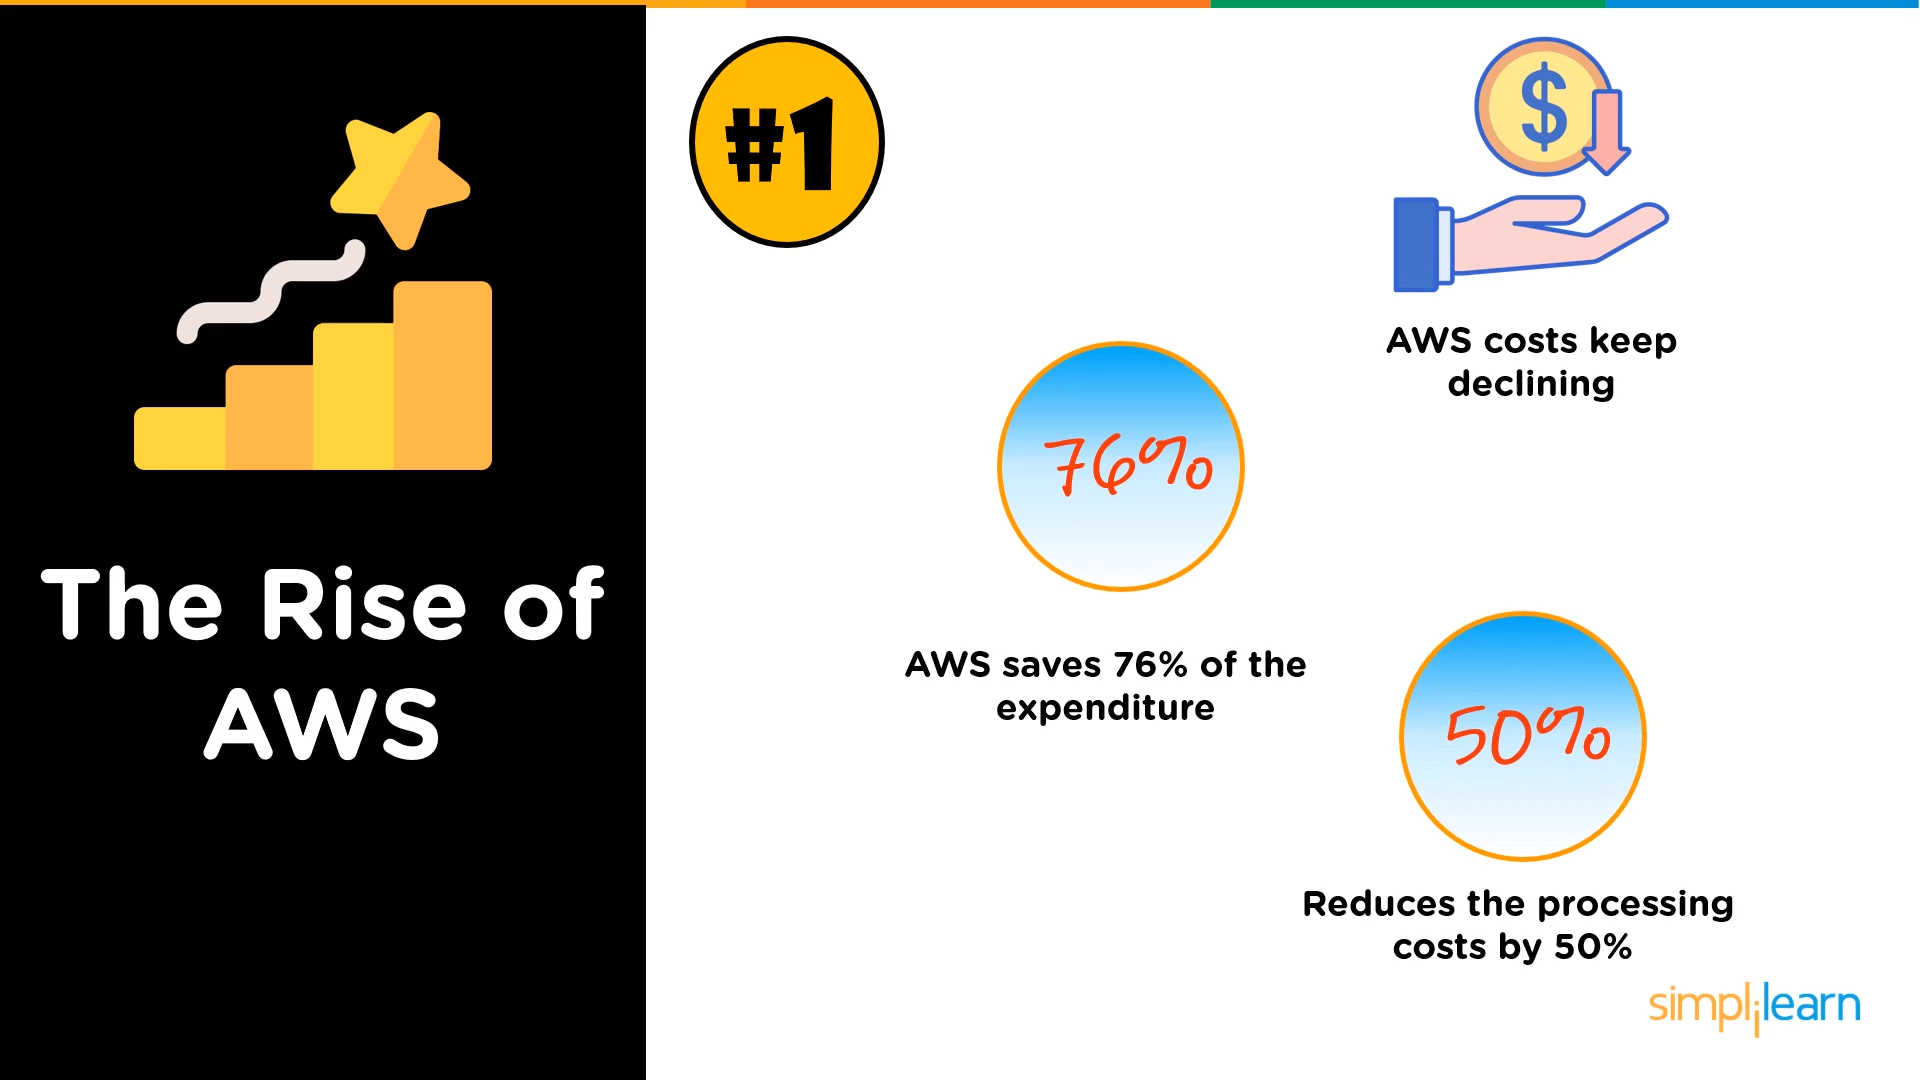 The Rise of
AWS
#1
$
AWS costs keep
declining
76%
AWS saves 76% of the
expenditure
50%
Reduces the processing
costs by 50%
simplilearn